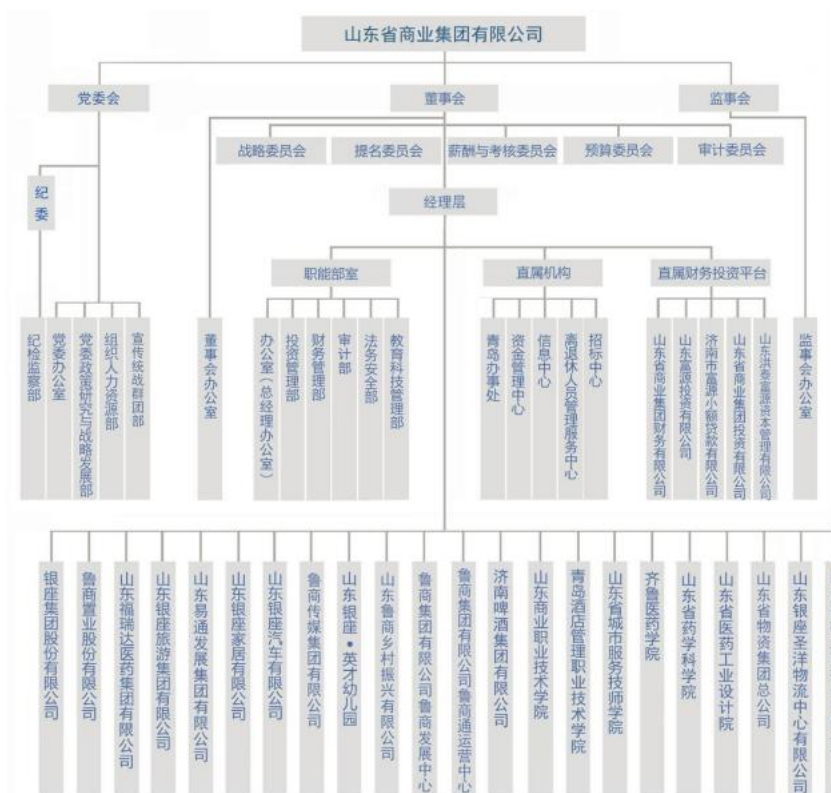 山东省商业集团有限公司
党委会
董事会
监事会
战略委员会
提名委员会
薪酬与考核委员会
预算委员会
审计委员会
纪委
经理层
职能部室
直属机构
直属财务投资平台
纪检监察部
党委办公室
党委政策研究与战略发展部
组织人力资源部
宣传统战群团部
董事会办公室
办公室（总经理办公室）
投资管理部
财务管理部
审计部
法务安全部
教育科技管理部
青岛办事处
资金管理中心
信息中心
离退休人员管理服务中心
招标中心
山东省商业集团财务有限公司
山东富源投资有限公司
济南市富源小额贷款有限公司
山东省商业集团投资有限公司
山东洪泰富源资本管理有限公司
监事会办公室
银座集团股份有限公司
鲁商置业股份有限公司
山东福瑞达医药集团有限公司
山东银座旅游集团有限公司
山东易通发展集团有限公司
山东银座家居有限公司
山东银座汽车有限公司
鲁商传媒集团有限公司
山东银座•英才幼儿园
山东鲁商乡村振兴有限公司
鲁商集团有限公司鲁商发展中心
鲁商集团有限公司鲁商通运营中心
济南啤酒集团有限公司
山东商业职业技术学院
青岛酒店管理职业技术学院
山东省城市服务技师学院
齐鲁医药学院
山东省药学科学院
山东省医药工业设计院
山东省物资集团总公司
山东银座圣洋物流中心有限公司